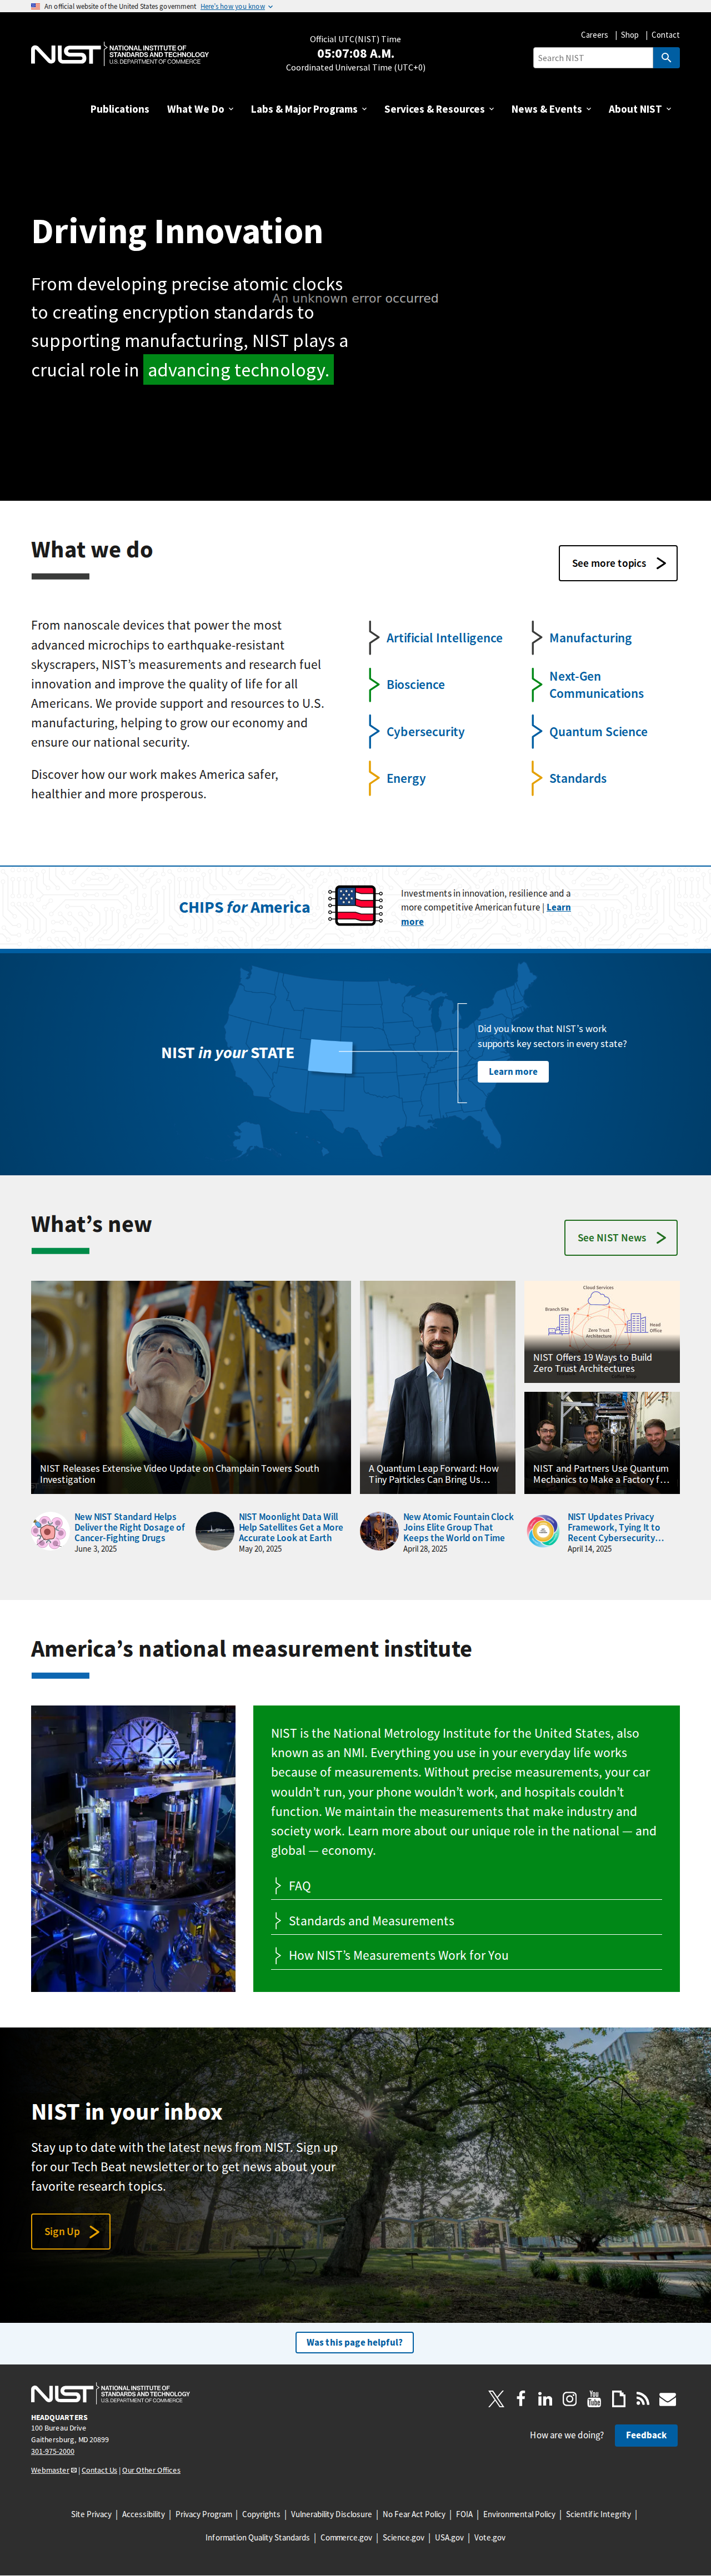 An official website of the United States government Here's how you know
NIST NATIONAL INSTITUTE OF
STANDARDS AND TECHNOLOGY
U.S. DEPARTMENT OF COMMERCE
Official UTC(NIST) Time
05:07:08 A.M.
Coordinated Universal Time (UTC+0)
Careers | Shop | Contact
Search NIST
Publications What We Do Labs & Major Programs Services & Resources News & Events About NIST
Driving Innovation
From developing precise atomic clocks
to creating encryption standards to
supporting manufacturing, NIST plays a
crucial role in advancing technology.
An unknown error occurred
What we do
See more topics
From nanoscale devices that power the most
advanced microchips to earthquake-resistant
skyscrapers, NIST’s measurements and research fuel
innovation and improve the quality of life for all
Americans. We provide support and resources to U.S.
manufacturing, helping to grow our economy and
ensure our national security.
Discover how our work makes America safer,
healthier and more prosperous.
Artificial Intelligence
Bioscience
Cybersecurity
Energy
Manufacturing
Next-Gen
Communications
Quantum Science
Standards
CHIPS for America
Investments in innovation, resilience and a
more competitive American future | Learn
more
NIST in your STATE
Did you know that NIST’s work
supports key sectors in every state?
Learn more
What’s new
See NIST News
NIST Releases Extensive Video Update on Champlain Towers South
Investigation
A Quantum Leap Forward: How
Tiny Particles Can Bring Us…
Cloud Services
Branch Site
Head
Office
Zero Trust
Architecture
NIST Offers 19 Ways to Build
Zero Trust Architectures
NIST and Partners Use Quantum
Mechanics to Make a Factory f…
New NIST Standard Helps
Deliver the Right Dosage of
Cancer-Fighting Drugs
June 3, 2025
NIST Moonlight Data Will
Help Satellites Get a More
Accurate Look at Earth
May 20, 2025
New Atomic Fountain Clock
Joins Elite Group That
Keeps the World on Time
April 28, 2025
NIST Updates Privacy
Framework, Tying It to
Recent Cybersecurity…
April 14, 2025
America’s national measurement institute
NIST is the National Metrology Institute for the United States, also
known as an NMI. Everything you use in your everyday life works
because of measurements. Without precise measurements, your car
wouldn’t run, your phone wouldn’t work, and hospitals couldn’t
function. We maintain the measurements that make industry and
society work. Learn more about our unique role in the national — and
global — economy.
FAQ
Standards and Measurements
How NIST’s Measurements Work for You
NIST in your inbox
Stay up to date with the latest news from NIST. Sign up
for our Tech Beat newsletter or to get news about your
favorite research topics.
Sign Up
Was this page helpful?
NIST NATIONAL INSTITUTE OF
STANDARDS AND TECHNOLOGY
U.S. DEPARTMENT OF COMMERCE
HEADQUARTERS
100 Bureau Drive
Gaithersburg, MD 20899
301-975-2000
Webmaster | Contact Us | Our Other Offices
You
Tube
How are we doing? Feedback
Site Privacy | Accessibility | Privacy Program | Copyrights | Vulnerability Disclosure | No Fear Act Policy | FOIA | Environmental Policy | Scientific Integrity |
Information Quality Standards | Commerce.gov | Science.gov | USA.gov | Vote.gov